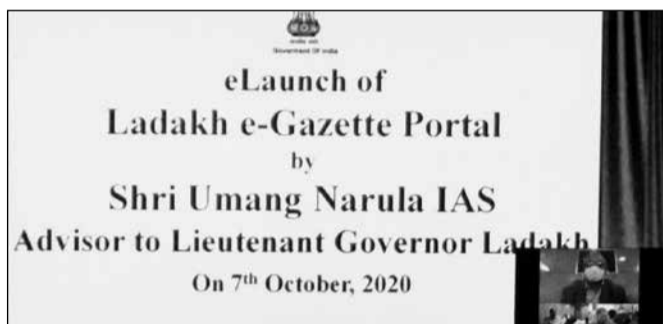 Government Of India
eLaunch of
Ladakh e-Gazette Portal
by
Shri Umang Narula IAS
Advisor to Lieutenant Governor Ladakh
On 7th October, 2020